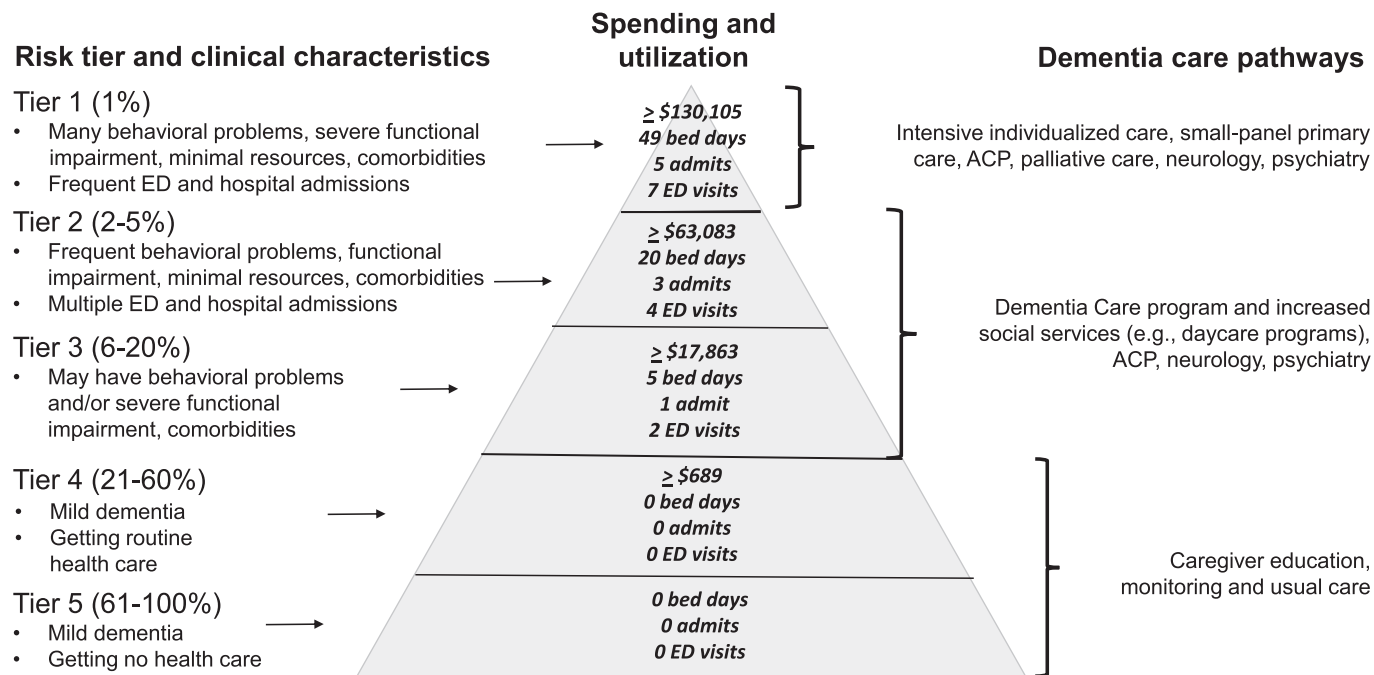 Risk tier and clinical characteristics
Spending and
utilization
Dementia care pathways
Tier 1 (1%)
• Many behavioral problems, severe functional
impairment, minimal resources, comorbidities
• Frequent ED and hospital admissions
≥ $130,105
49 bed days
5 admits
7 ED visits
Intensive individualized care, small-panel primary
care, ACP, palliative care, neurology, psychiatry
Tier 2 (2-5%)
• Frequent behavioral problems, functional
impairment, minimal resources, comorbidities
• Multiple ED and hospital admissions
≥ $63,083
20 bed days
3 admits
4 ED visits
Dementia Care program and increased
social services (e.g., daycare programs),
ACP, neurology, psychiatry
Tier 3 (6-20%)
• May have behavioral problems
and/or severe functional
impairment, comorbidities
≥ $17,863
5 bed days
1 admit
2 ED visits
Tier 4 (21-60%)
• Mild dementia
• Getting routine
health care
≥ $689
0 bed days
0 admits
0 ED visits
Caregiver education,
monitoring and usual care
Tier 5 (61-100%)
• Mild dementia
• Getting no health care
0 bed days
0 admits
0 ED visits